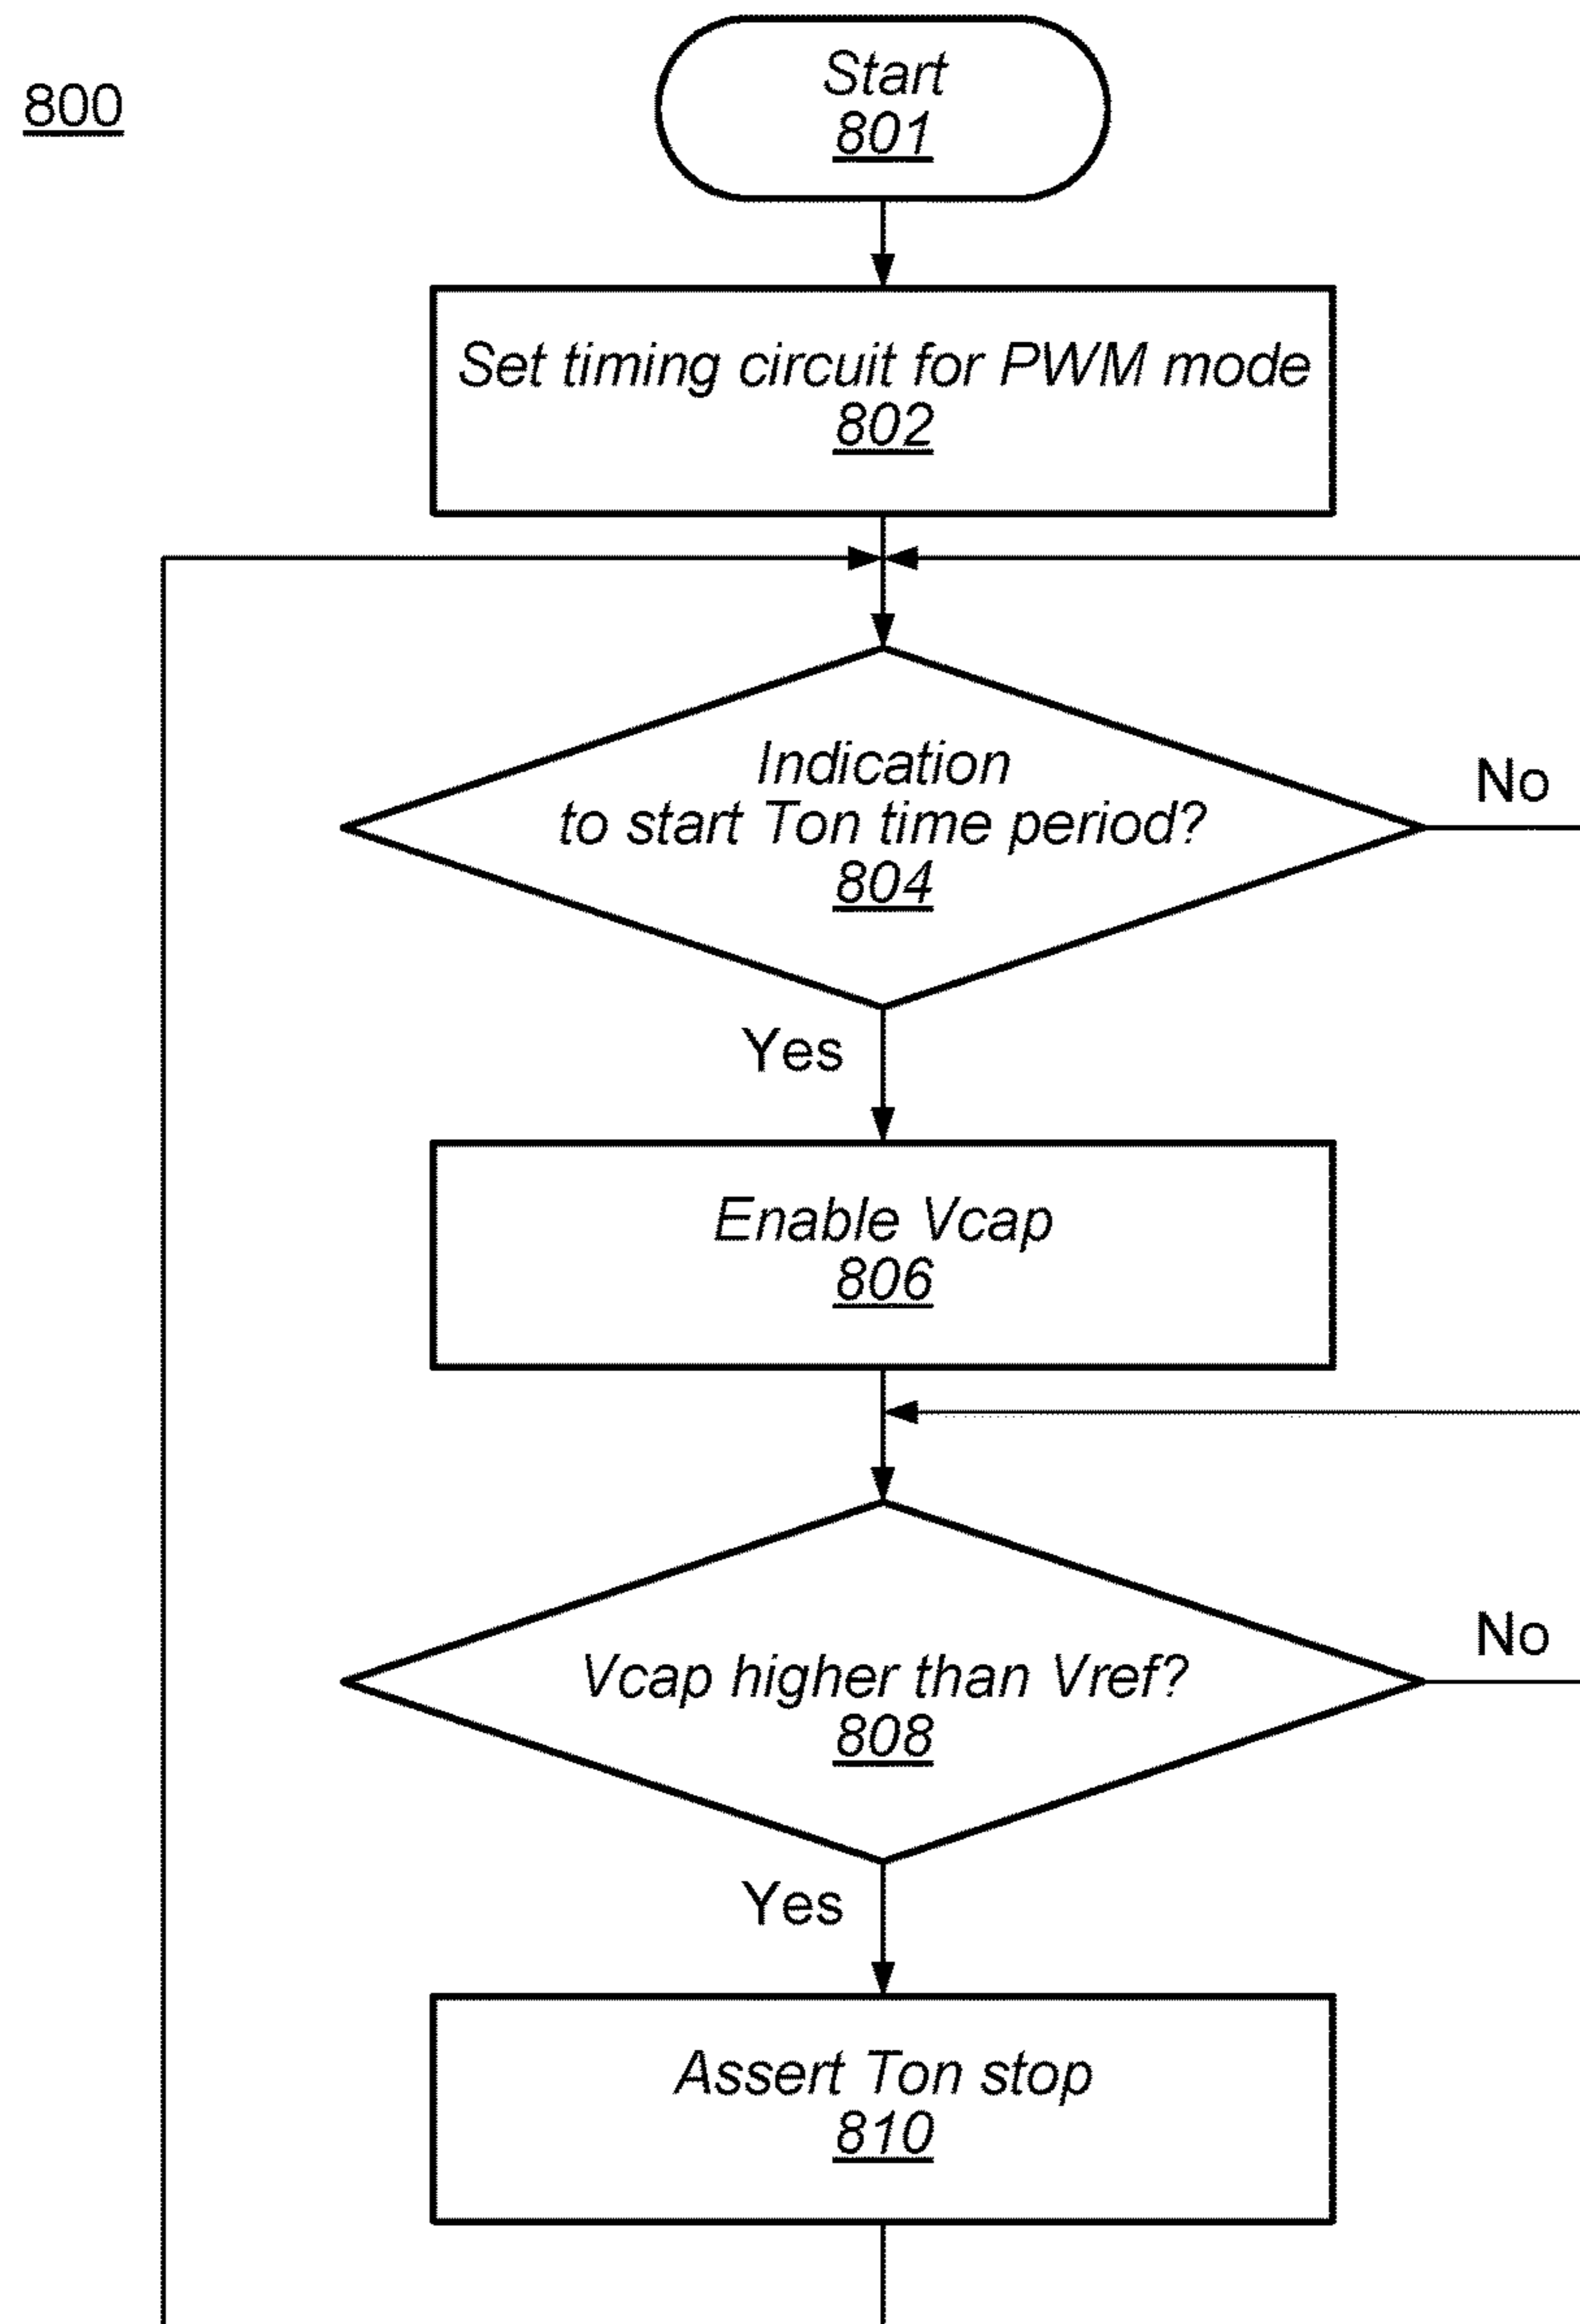 800
Start
801
Set timing circuit for PWM mode
802
Indication
to start Ton time period?
804
No
Yes
Enable Vcap
806
Vcap higher than Vref?
808
No
Yes
Assert Ton stop
810